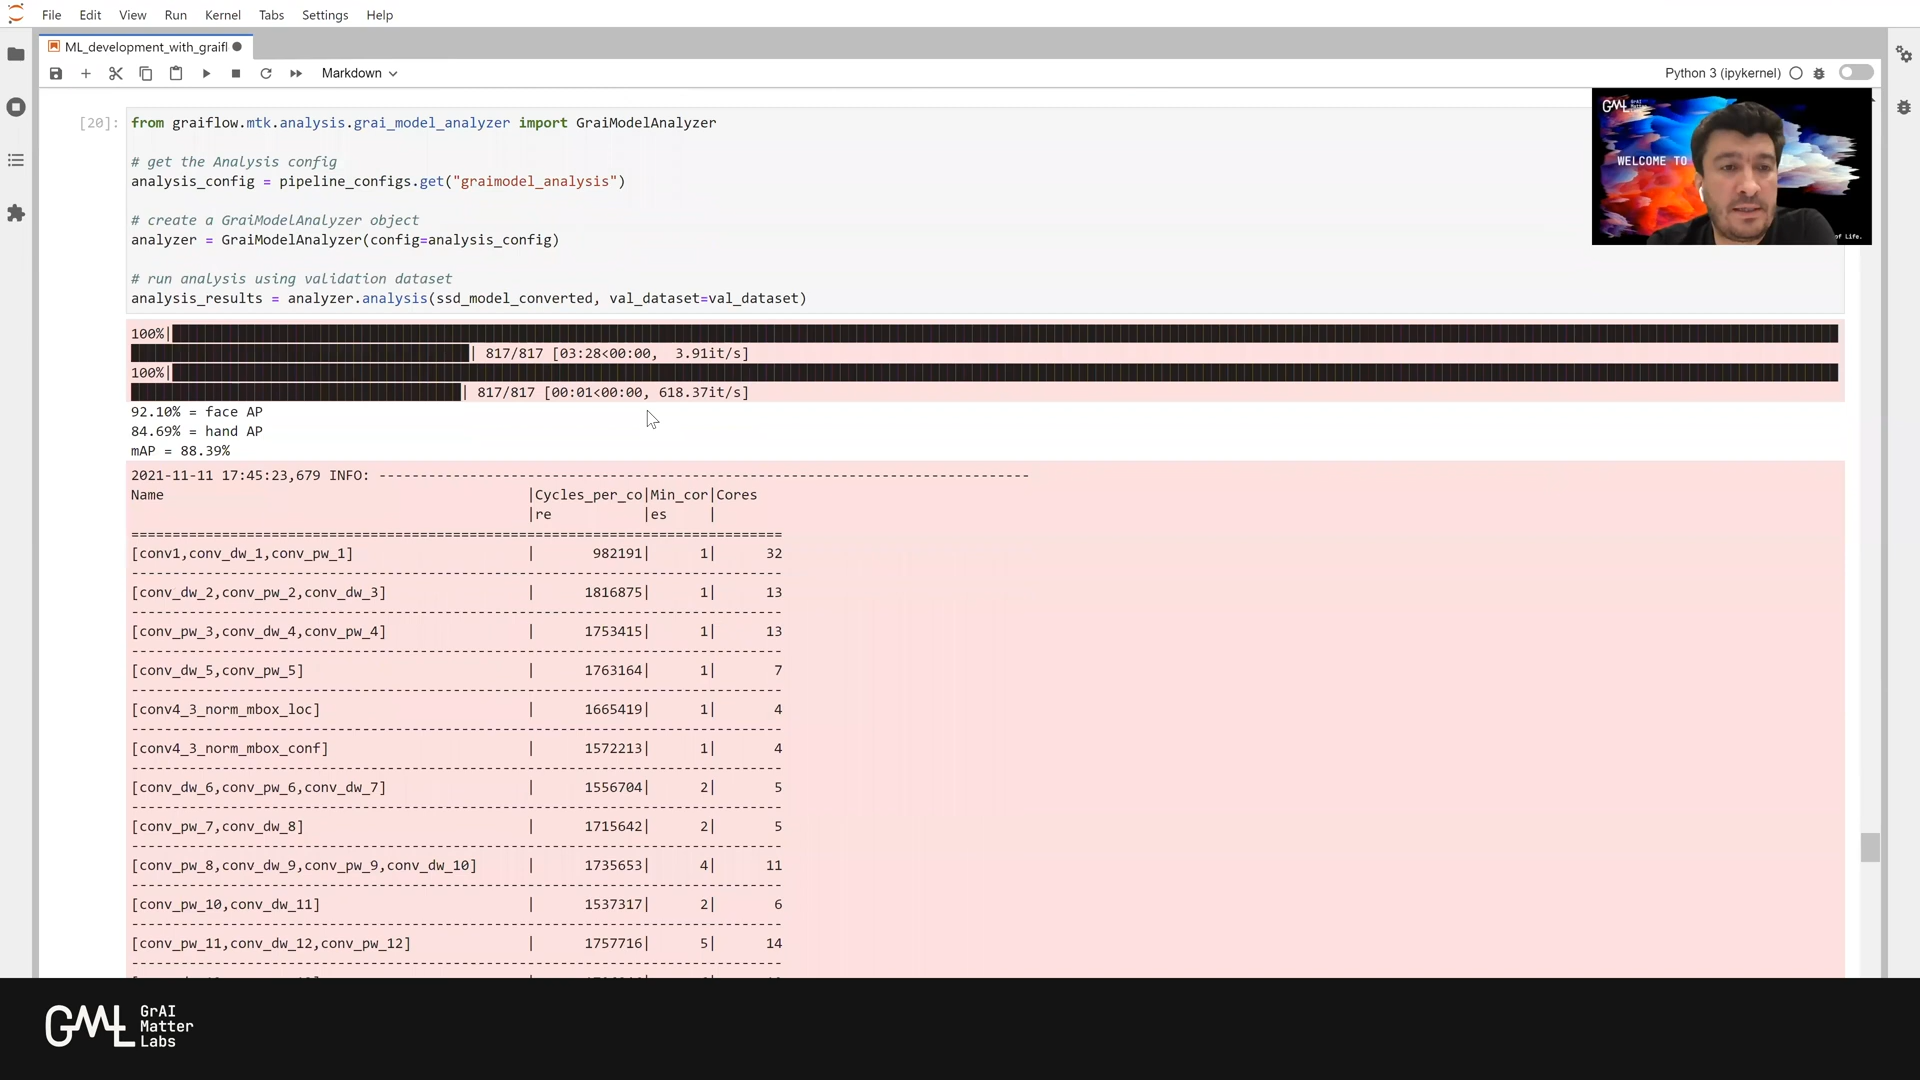 File Edit View Run Kernel Tabs Settings Help
ML_development_with_graifl
Markdown
Python 3 (ipykernel)
[20]:
from graiflow.mtk.analysis.grai_model_analyzer import GraiModelAnalyzer
# get the Analysis config
analysis_config = pipeline_configs.get("graimodel_analysis")
# create a GraiModelAnalyzer object
analyzer = GraiModelAnalyzer(config=analysis_config)
# run analysis using validation dataset
analysis_results = analyzer.analysis(ssd_model_converted, val_dataset=val_dataset)
GML
WELCOME TO
of Life.
100%|
| 817/817 [03:28<00:00,  3.91it/s]
100%|
| 817/817 [00:01<00:00, 618.37it/s]
92.10% = face AP
84.69% = hand AP
mAP = 88.39%
2021-11-11 17:45:23,679 INFO: -------------------------------------------------------------------------------
Name |Cycles_per_co|Min_cor|Cores
|re |es |
===============================================================================
[conv1,conv_dw_1,conv_pw_1] | 982191| 1| 32
-------------------------------------------------------------------------------
[conv_dw_2,conv_pw_2,conv_dw_3] | 1816875| 1| 13
-------------------------------------------------------------------------------
[conv_pw_3,conv_dw_4,conv_pw_4] | 1753415| 1| 13
-------------------------------------------------------------------------------
[conv_dw_5,conv_pw_5] | 1763164| 1| 7
-------------------------------------------------------------------------------
[conv4_3_norm_mbox_loc] | 1665419| 1| 4
-------------------------------------------------------------------------------
[conv4_3_norm_mbox_conf] | 1572213| 1| 4
-------------------------------------------------------------------------------
[conv_dw_6,conv_pw_6,conv_dw_7] | 1556704| 2| 5
-------------------------------------------------------------------------------
[conv_pw_7,conv_dw_8] | 1715642| 2| 5
-------------------------------------------------------------------------------
[conv_pw_8,conv_dw_9,conv_pw_9,conv_dw_10] | 1735653| 4| 11
-------------------------------------------------------------------------------
[conv_pw_10,conv_dw_11] | 1537317| 2| 6
-------------------------------------------------------------------------------
[conv_pw_11,conv_dw_12,conv_pw_12] | 1757716| 5| 14
-------------------------------------------------------------------------------
GML
GrAI
Matter
Labs